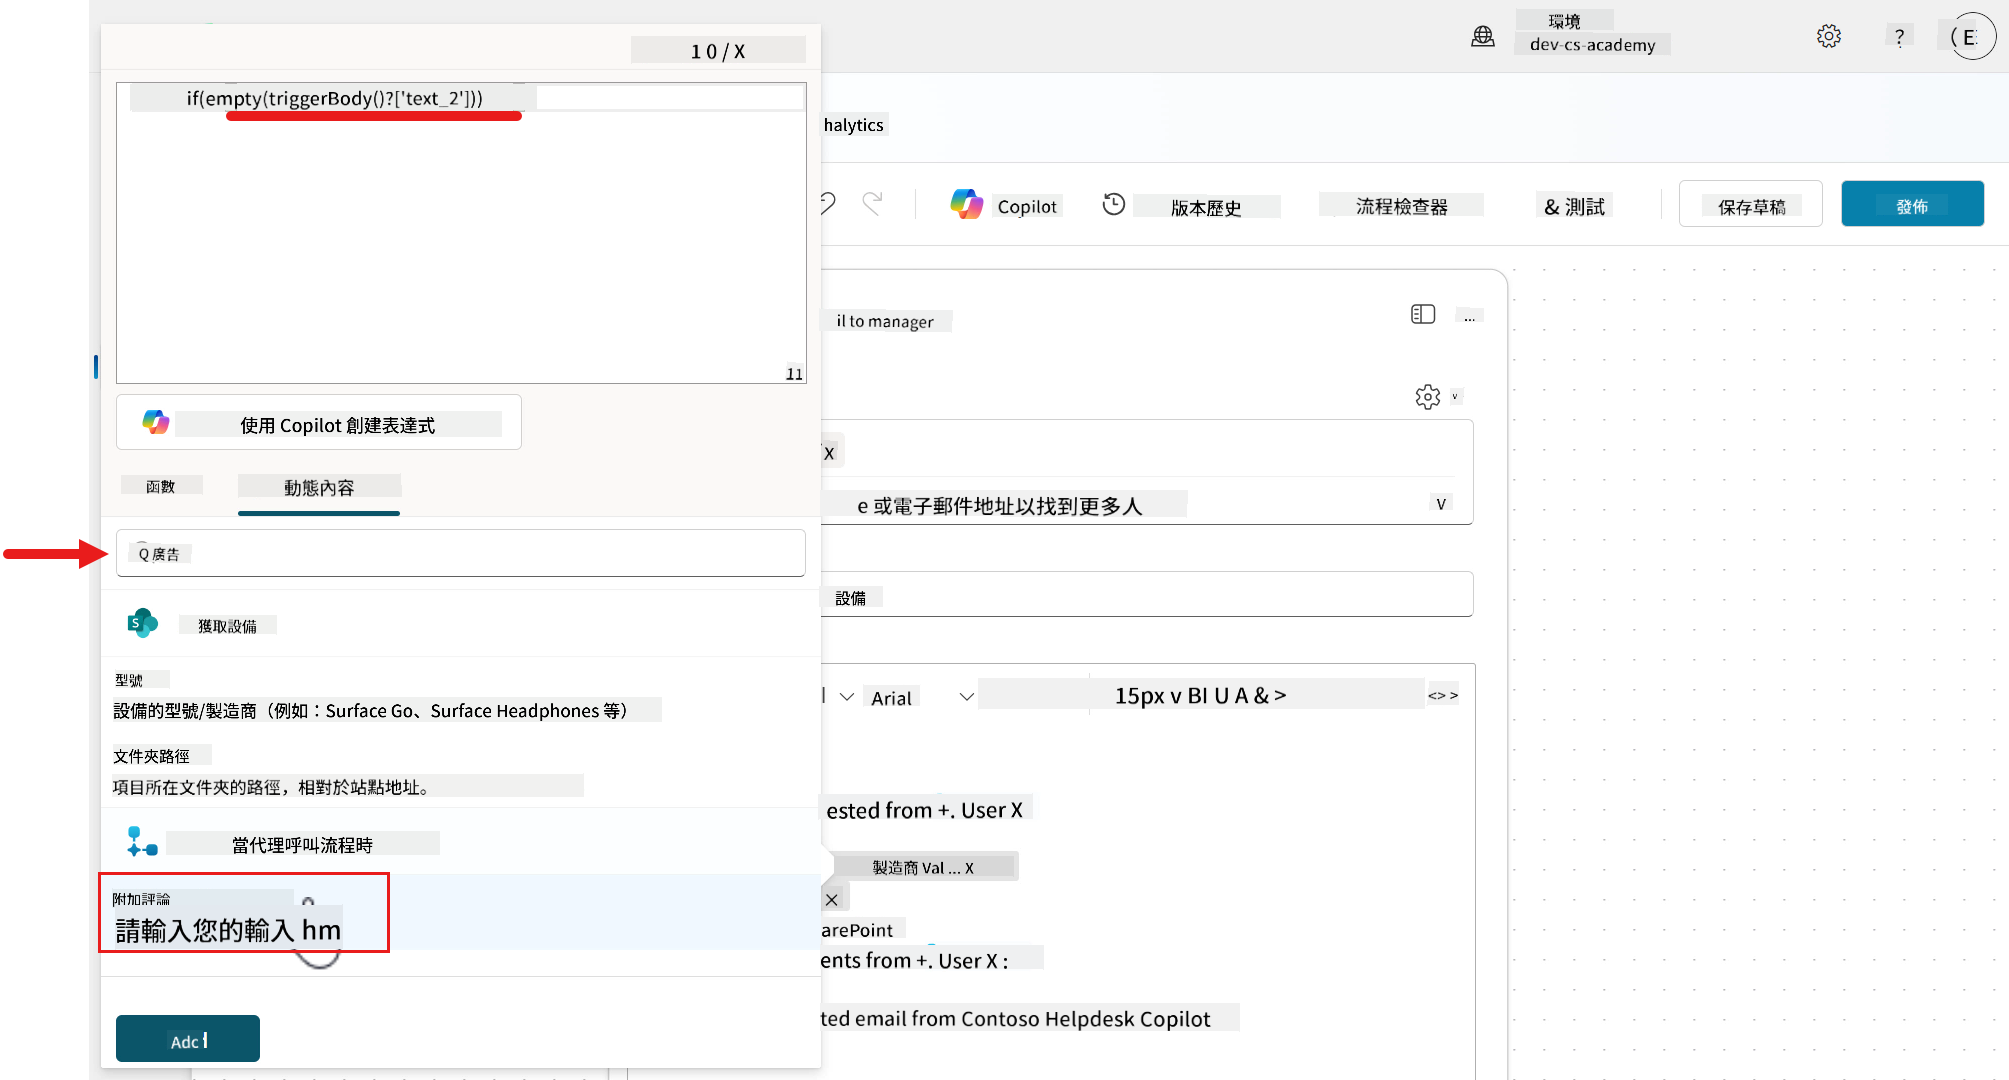 環境
dev-cs-academy
?
( E
1 0 / X
if(empty(triggerBody()?['text_2']))
halytics
Copilot
版本歷史
流程檢查器
& 測試
保存草稿
發佈
il to manager
...
11
使用 Copilot 創建表達式
v
X
函數
動態內容
e 或電子郵件地址以找到更多人
V
Q 廣告
設備
獲取設備
型號
設備的型號/製造商（例如：Surface Go、Surface Headphones 等）
Arial
15px v BI U A & >
<> >
文件夾路徑
項目所在文件夾的路徑，相對於站點地址。
ested from +. User X
當代理呼叫流程時
製造商 Val ... X
附加評論
請輸入您的輸入 hm
arePoint
ents from +. User X :
ted email from Contoso Helpdesk Copilot
Adc